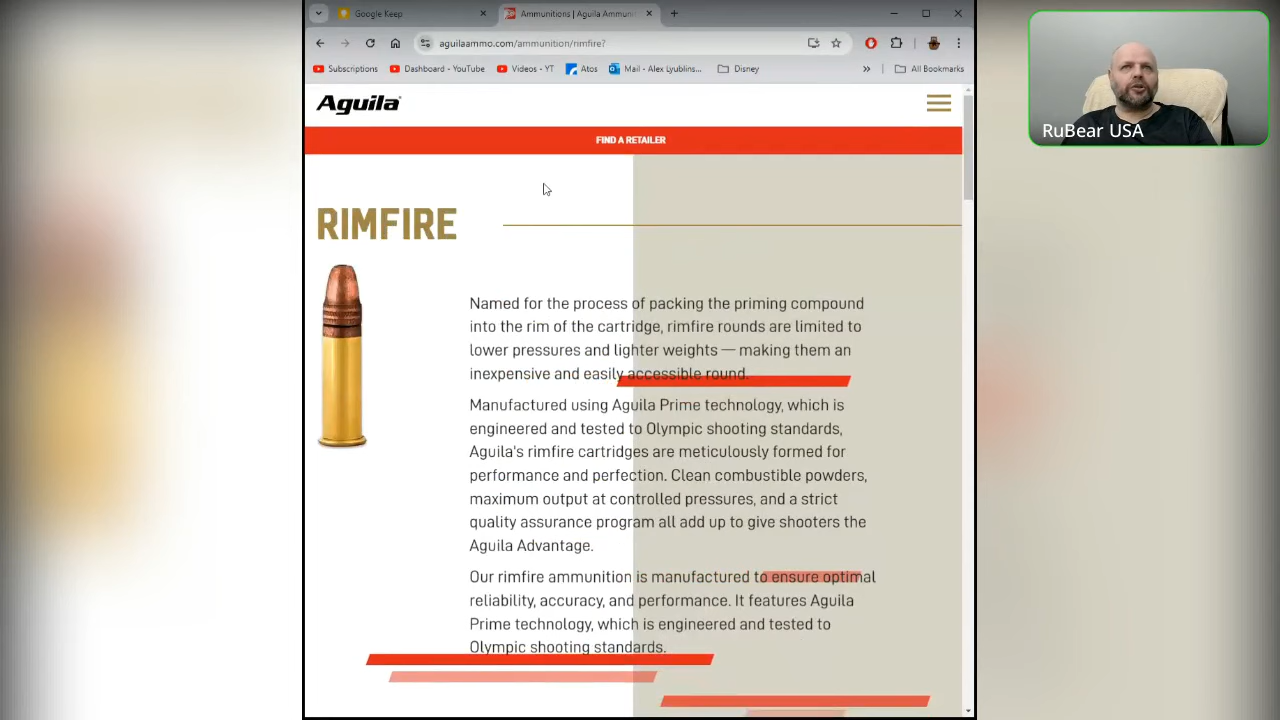 Google Keep
Ammunitions | Aguila Ammuni
aguilaammo.com/ammunition/rimfire?
Subscriptions
Dashboard - YouTube
Videos - YT
Atos
Mail - Alex Lyublins...
Disney
»
All Bookmarks
Aguila
FIND A RETAILER
RuBear USA
RIMFIRE
Named for the process of packing the priming compound
into the rim of the cartridge, rimfire rounds are limited to
lower pressures and lighter weights — making them an
inexpensive and easily accessible round.
Manufactured using Aguila Prime technology, which is
engineered and tested to Olympic shooting standards,
Aguila's rimfire cartridges are meticulously formed for
performance and perfection. Clean combustible powders,
maximum output at controlled pressures, and a strict
quality assurance program all add up to give shooters the
Aguila Advantage.
Our rimfire ammunition is manufactured to ensure optimal
reliability, accuracy, and performance. It features Aguila
Prime technology, which is engineered and tested to
Olympic shooting standards.